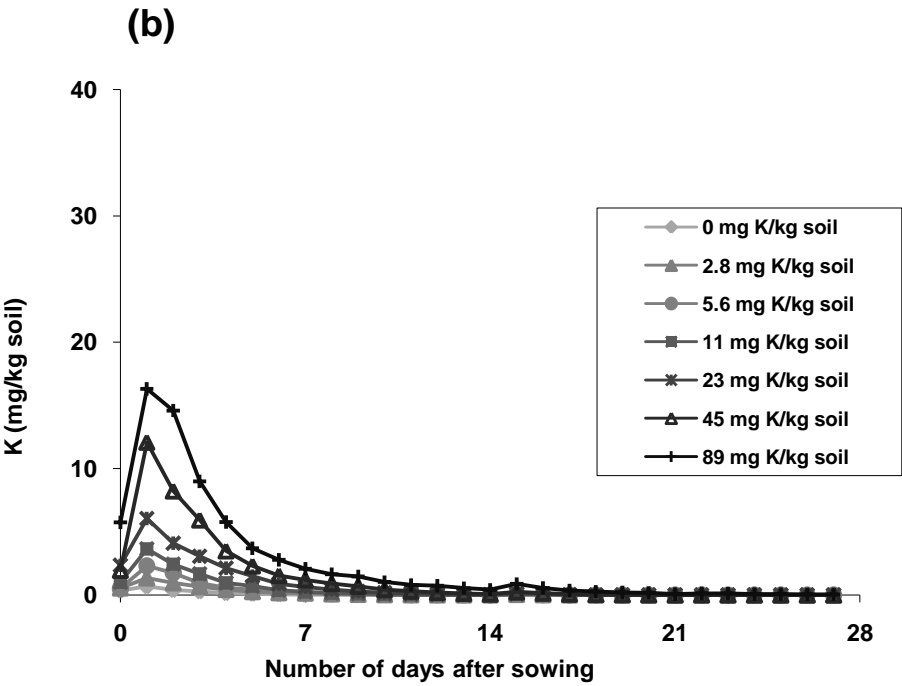 (b)
40
30
20
10
0
K (mg/kg soil)
0 mg K/kg soil
2.8 mg K/kg soil
5.6 mg K/kg soil
11 mg K/kg soil
23 mg K/kg soil
45 mg K/kg soil
89 mg K/kg soil
0 7 14 21 28
Number of days after sowing